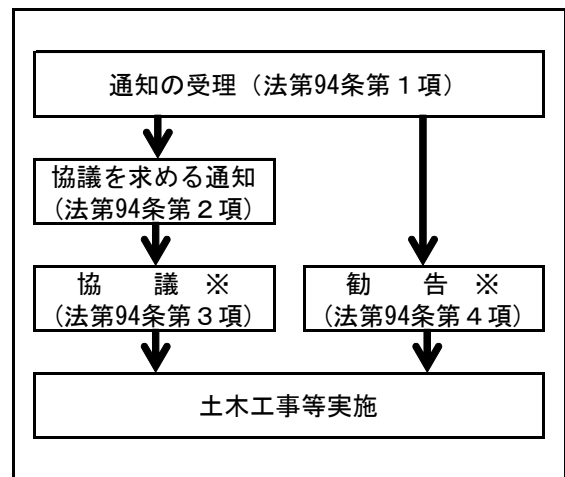 通知の受理（法第94条第１項）
協議を求める通知
(法第94条第２項)
協　　議　※
(法第94条第３項)
勧　　告　※
(法第94条第４項)
土木工事等実施